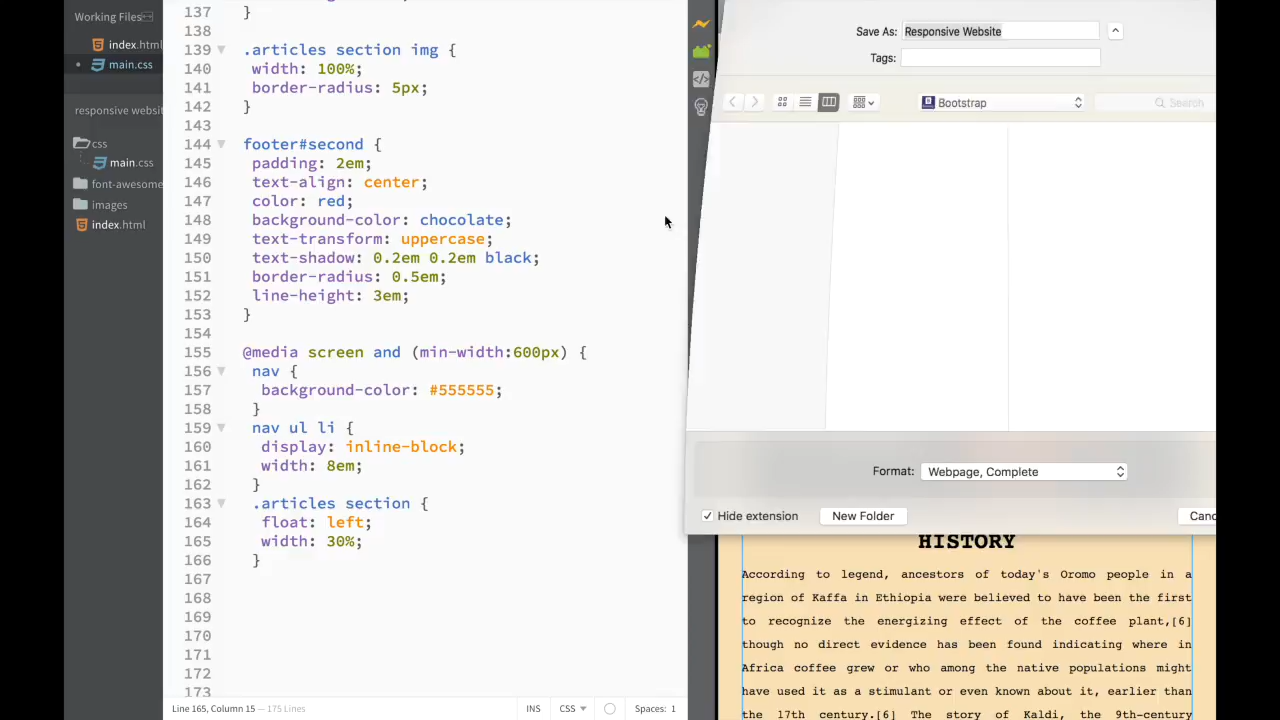 Working Files
index.html
main.css
responsive websit
css
main.css
font-awesome
images
index.html
137 }
138
139 .articles section img {
140 width: 100%;
141 border-radius: 5px;
142 }
143
144 footer#second {
145 padding: 2em;
146 text-align: center;
147 color: red;
148 background-color: chocolate;
149 text-transform: uppercase;
150 text-shadow: 0.2em 0.2em black;
151 border-radius: 0.5em;
152 line-height: 3em;
153 }
154
155 @media screen and (min-width:600px) {
156 nav {
157 background-color: #555555;
158 }
159 nav ul li {
160 display: inline-block;
161 width: 8em;
162 }
163 .articles section {
164 float: left;
165 width: 30%;
166 }
167
168
169
170
171
172
173
Line 165, Column 15 — 175 Lines
INS
CSS
Spaces: 1
Save As: Responsive Website
Tags:
Bootstrap
Search
Format: Webpage, Complete
Hide extension
New Folder
Canc
HISTORY
According to legend, ancestors of today's Oromo people in a
region of Kaffa in Ethiopia were believed to have been the first
to recognize the energizing effect of the coffee plant,[6]
though no direct evidence has been found indicating where in
Africa coffee grew or who among the native populations might
have used it as a stimulant or even known about it, earlier than
the 17th century.[6] The story of Kaldi, the 9th-century